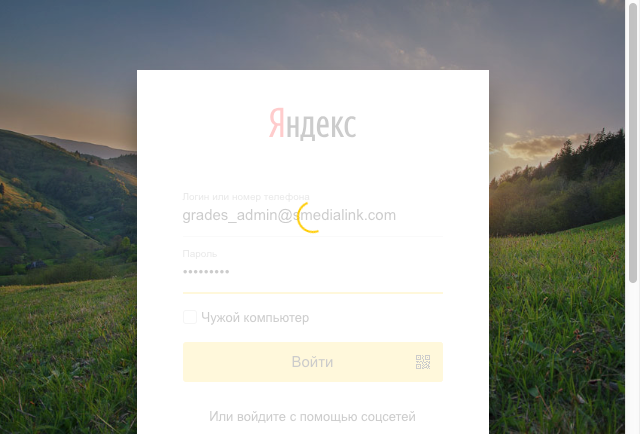 Яндекс
Логин или номер телефона
grades_admin@smedialink.com
Пароль
•••••••••
Чужой компьютер
Войти
Или войдите с помощью соцсетей